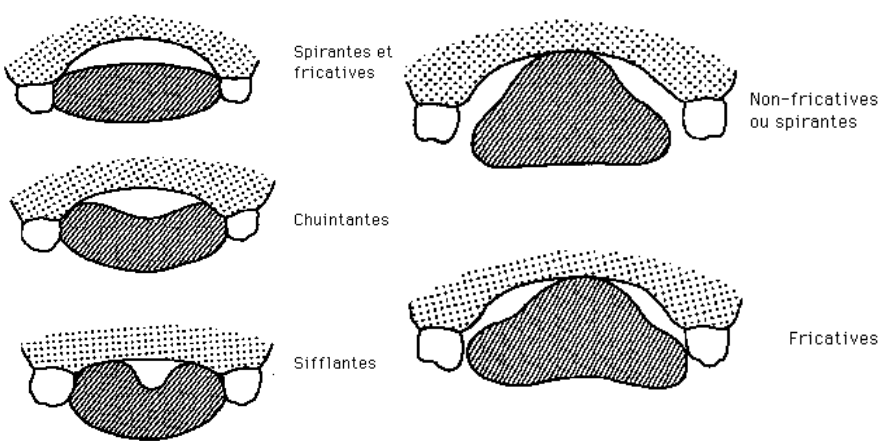 Spirantes et
fricatives
Chuintantes
Sifflantes
Non-fricatives
ou spirantes
Fricatives